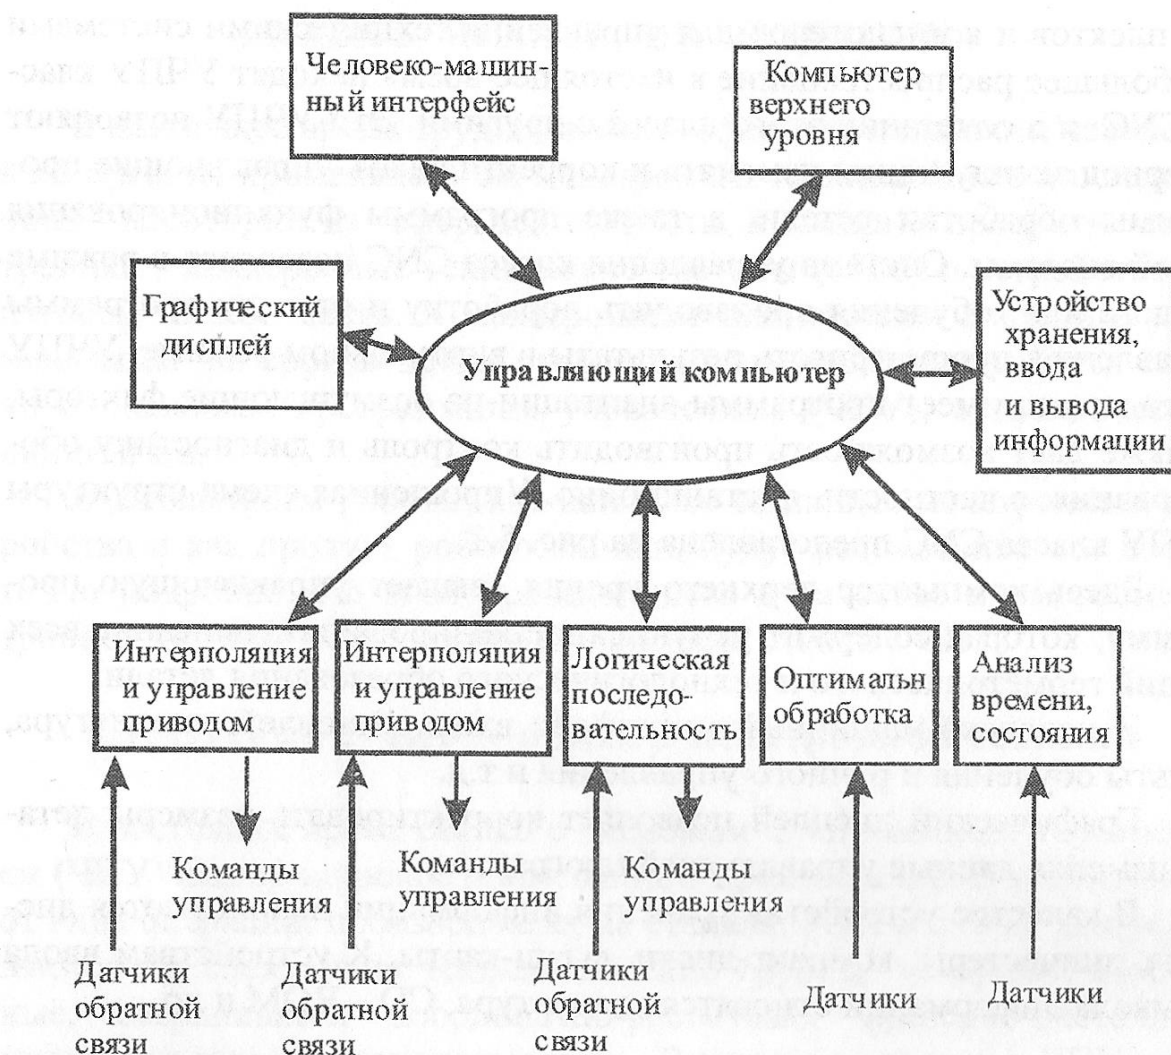 Человеко-машин-
ный интерфейс
Компьютер
верхнего
уровня
Графический
дисплей
Управляющий компьютер
Устройство
хранения,
ввода
и вывода
информации
Интерполяция
и управление
приводом
Интерполяция
и управление
приводом
Логическая
последо-
вательность
Оптимальн
обработка
Анализ
времени,
состояния
Команды
управления
Команды
управления
Команды
управления
Датчики
обратной
связи
Датчики
обратной
связи
Датчики
обратной
связи
Датчики
Датчики